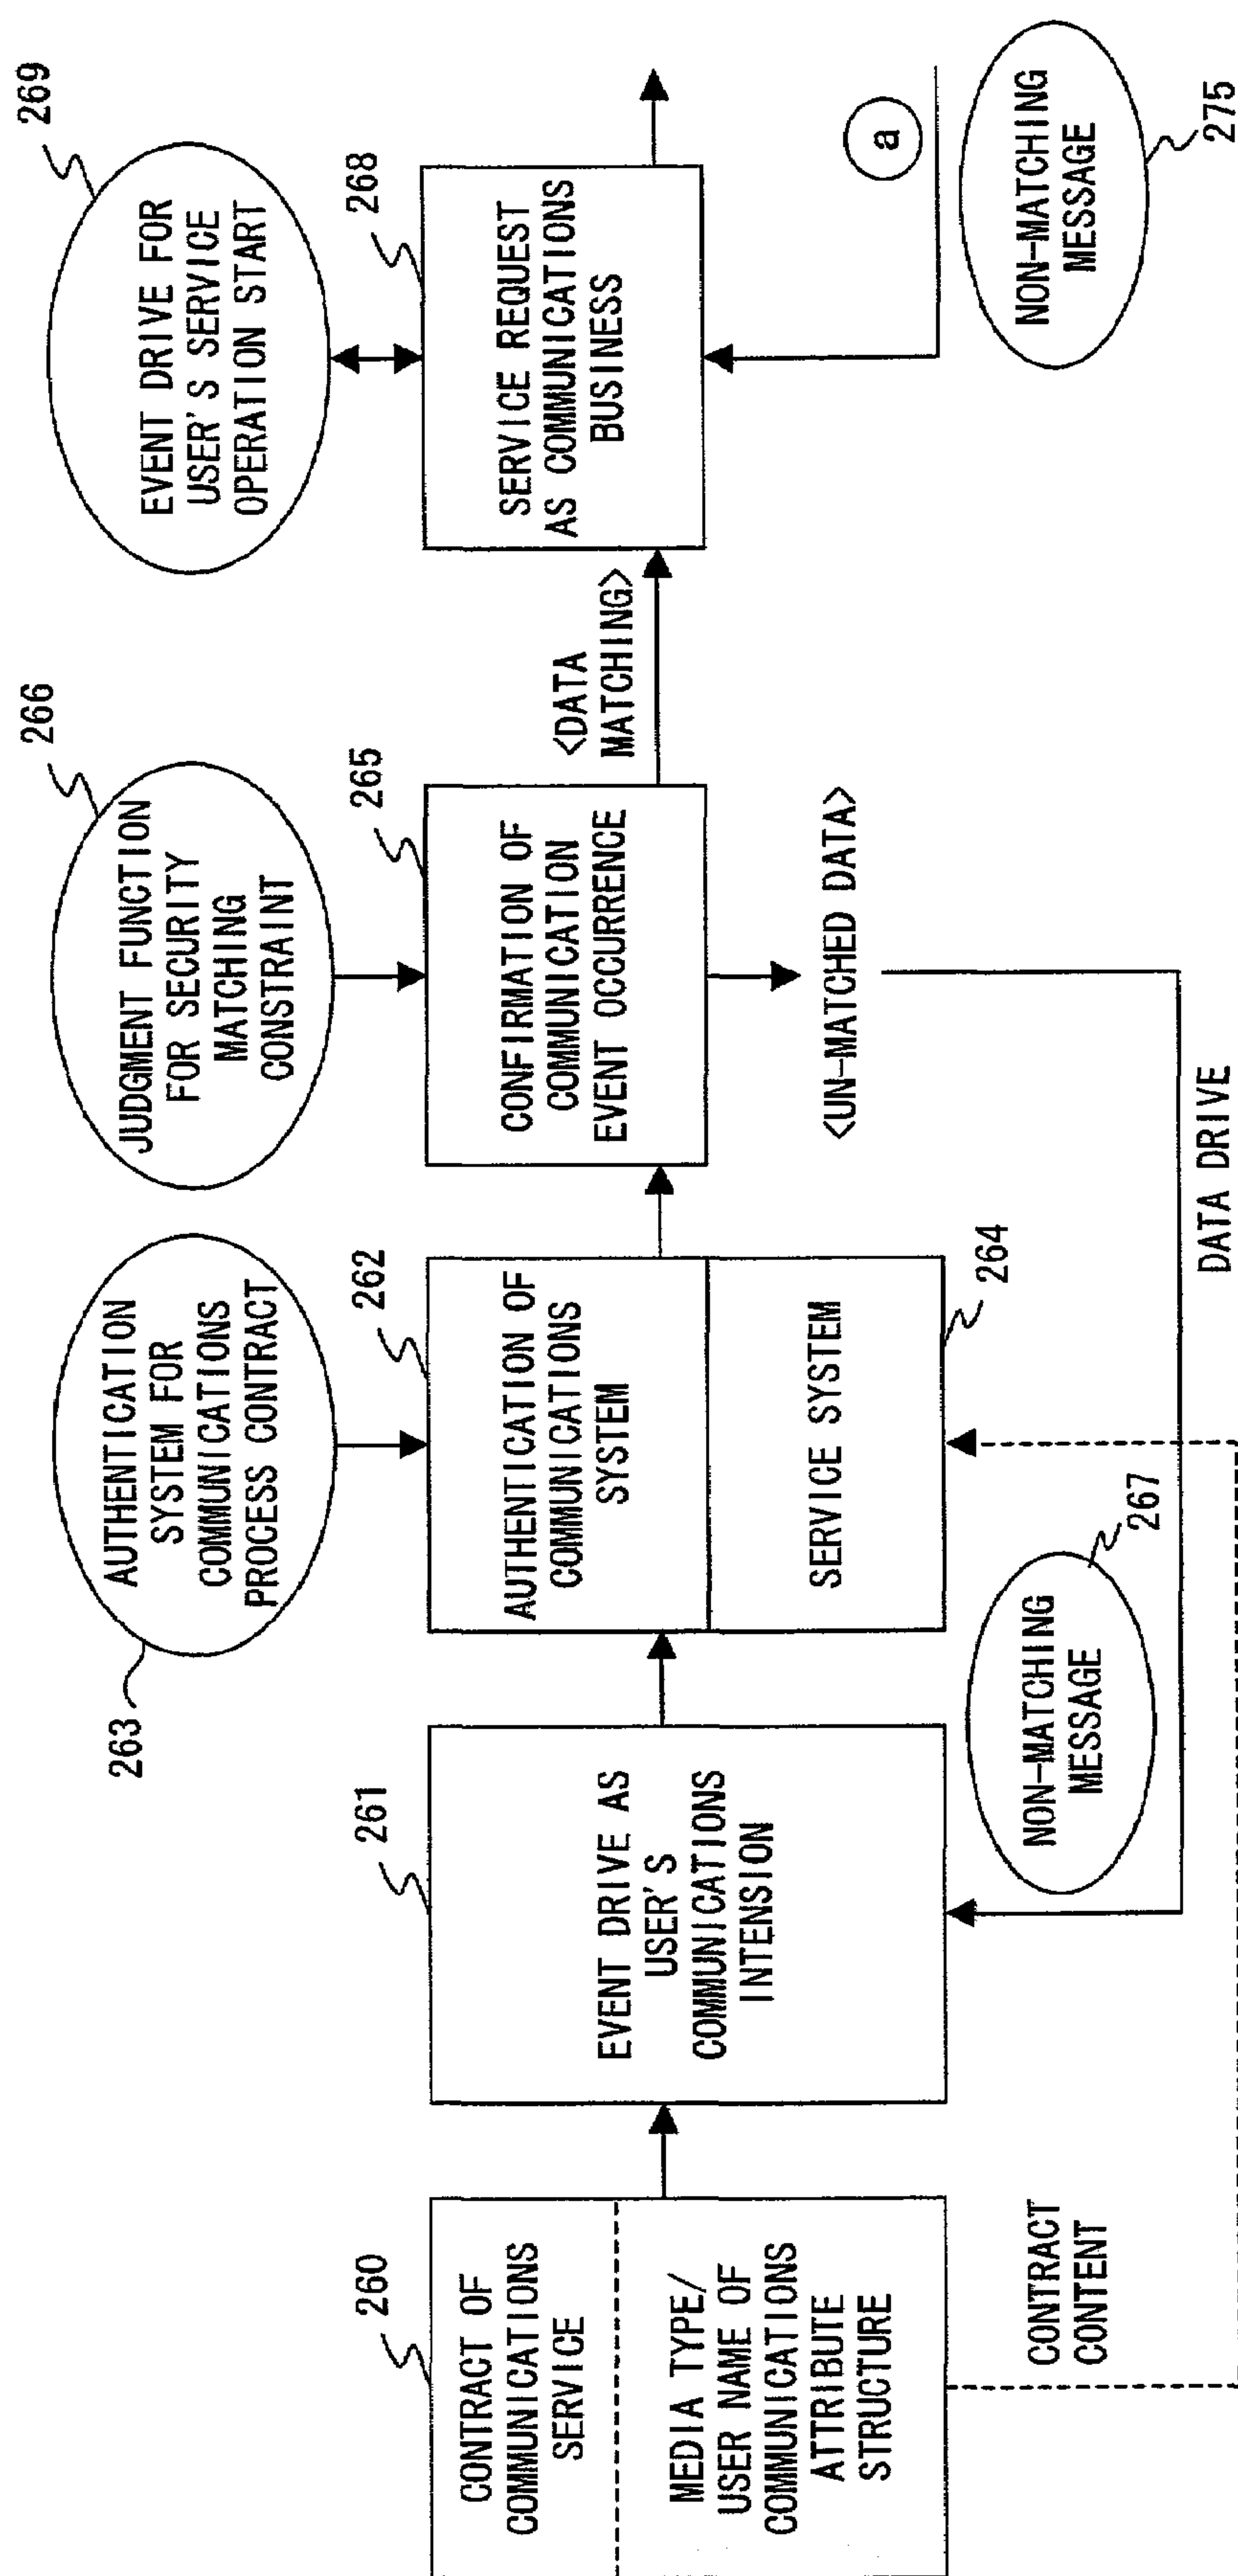 260
CONTRACT OF
COMMUNICATIONS
SERVICE
MEDIA TYPE/
USER NAME OF
COMMUNICATIONS
ATTRIBUTE
STRUCTURE
CONTRACT
CONTENT
261
EVENT DRIVE AS
USER'S
COMMUNICATIONS
INTENSION
263
AUTHENTICATION
SYSTEM FOR
COMMUNICATIONS
PROCESS CONTRACT
262
AUTHENTICATION OF
COMMUNICATIONS
SYSTEM
SERVICE SYSTEM
264
NON-MATCHING
MESSAGE
267
DATA DRIVE
266
JUDGMENT FUNCTION
FOR SECURITY
MATCHING
CONSTRAINT
265
CONFIRMATION OF
COMMUNICATION
EVENT OCCURRENCE
<UN-MATCHED DATA>
<DATA
MATCHING>
269
EVENT DRIVE FOR
USER'S SERVICE
OPERATION START
268
SERVICE REQUEST
AS COMMUNICATIONS
BUSINESS
a
NON-MATCHING
MESSAGE
275